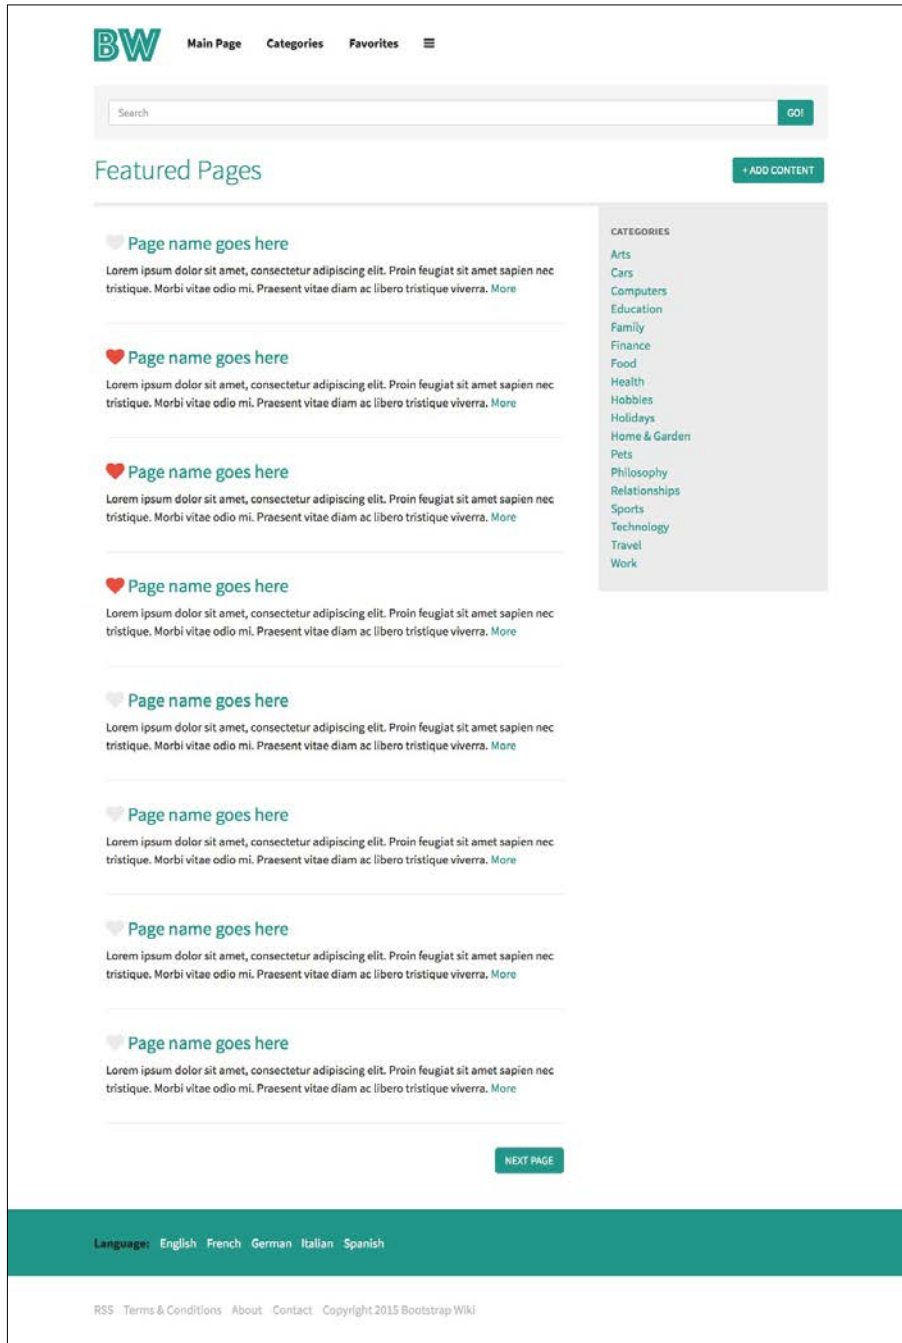 BW Main Page Categories Favorites
Search GO!
Featured Pages + ADD CONTENT
Page name goes here
Lorem ipsum dolor sit amet, consectetur adipiscing elit. Proin feugiat sit amet sapien nec
tristique. Morbi vitae odio mi. Praesent vitae diam ac libero tristique viverra. More
Page name goes here
Lorem ipsum dolor sit amet, consectetur adipiscing elit. Proin feugiat sit amet sapien nec
tristique. Morbi vitae odio mi. Praesent vitae diam ac libero tristique viverra. More
Page name goes here
Lorem ipsum dolor sit amet, consectetur adipiscing elit. Proin feugiat sit amet sapien nec
tristique. Morbi vitae odio mi. Praesent vitae diam ac libero tristique viverra. More
Page name goes here
Lorem ipsum dolor sit amet, consectetur adipiscing elit. Proin feugiat sit amet sapien nec
tristique. Morbi vitae odio mi. Praesent vitae diam ac libero tristique viverra. More
Page name goes here
Lorem ipsum dolor sit amet, consectetur adipiscing elit. Proin feugiat sit amet sapien nec
tristique. Morbi vitae odio mi. Praesent vitae diam ac libero tristique viverra. More
Page name goes here
Lorem ipsum dolor sit amet, consectetur adipiscing elit. Proin feugiat sit amet sapien nec
tristique. Morbi vitae odio mi. Praesent vitae diam ac libero tristique viverra. More
Page name goes here
Lorem ipsum dolor sit amet, consectetur adipiscing elit. Proin feugiat sit amet sapien nec
tristique. Morbi vitae odio mi. Praesent vitae diam ac libero tristique viverra. More
Page name goes here
Lorem ipsum dolor sit amet, consectetur adipiscing elit. Proin feugiat sit amet sapien nec
tristique. Morbi vitae odio mi. Praesent vitae diam ac libero tristique viverra. More
NEXT PAGE
CATEGORIES
Arts
Cars
Computers
Education
Family
Finance
Food
Health
Hobbies
Holidays
Home & Garden
Pets
Philosophy
Relationships
Sports
Technology
Travel
Work
Language: English French German Italian Spanish
RSS Terms & Conditions About Contact Copyright 2015 Bootstrap Wiki